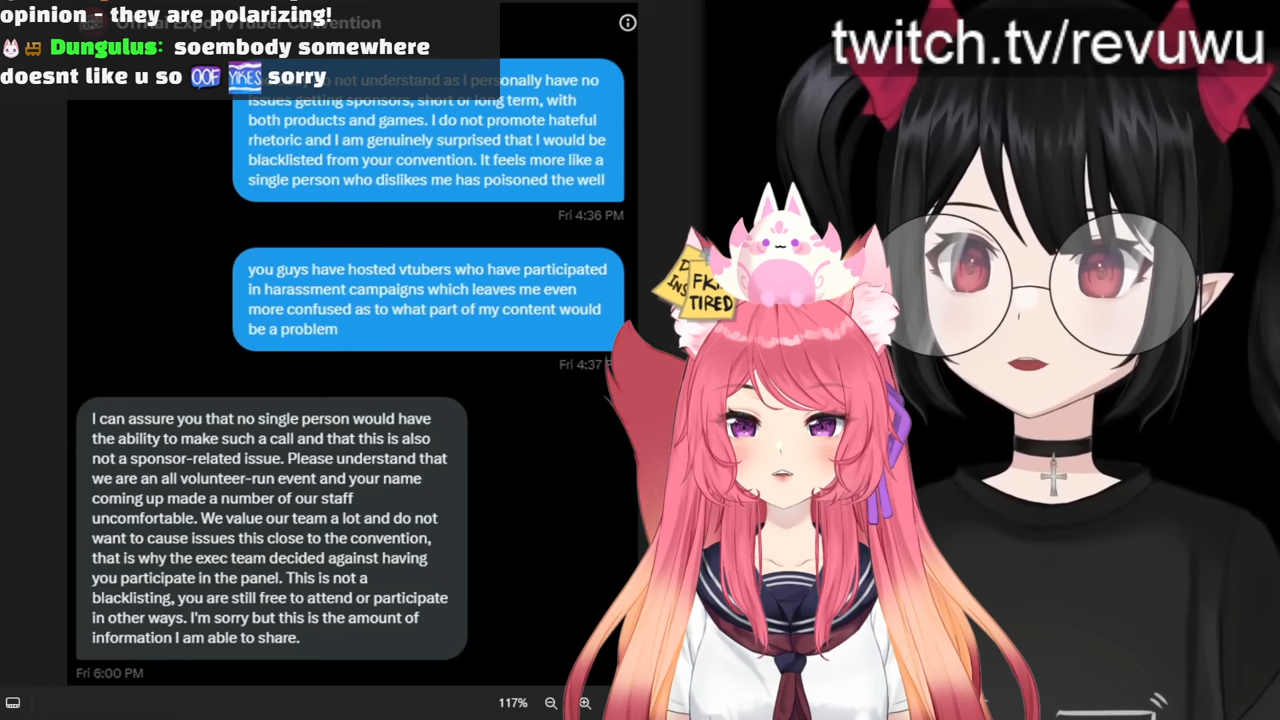 opinion - they are polarizing!
Expo | VTuber Convention
Dungulus: soembody somewhere
doesnt like u so OOF YIKES sorry
twitch.tv/revuwu
not understand as I personally have no
issues getting sponsors, short or long term, with
both products and games. I do not promote hateful
rhetoric and I am genuinely surprised that I would be
blacklisted from your convention. It feels more like a
single person who dislikes me has poisoned the well
Fri 4:36 PM
you guys have hosted vtubers who have participated
in harassment campaigns which leaves me even
more confused as to what part of my content would
be a problem
Fri 4:37
FK
TIRED
I can assure you that no single person would have
the ability to make such a call and that this is also
not a sponsor-related issue. Please understand that
we are an all volunteer-run event and your name
coming up made a number of our staff
uncomfortable. We value our team a lot and do not
want to cause issues this close to the convention,
that is why the exec team decided against having
you participate in the panel. This is not a
blacklisting, you are still free to attend or participate
in other ways. I'm sorry but this is the amount of
information I am able to share.
Fri 6:00 PM
117%